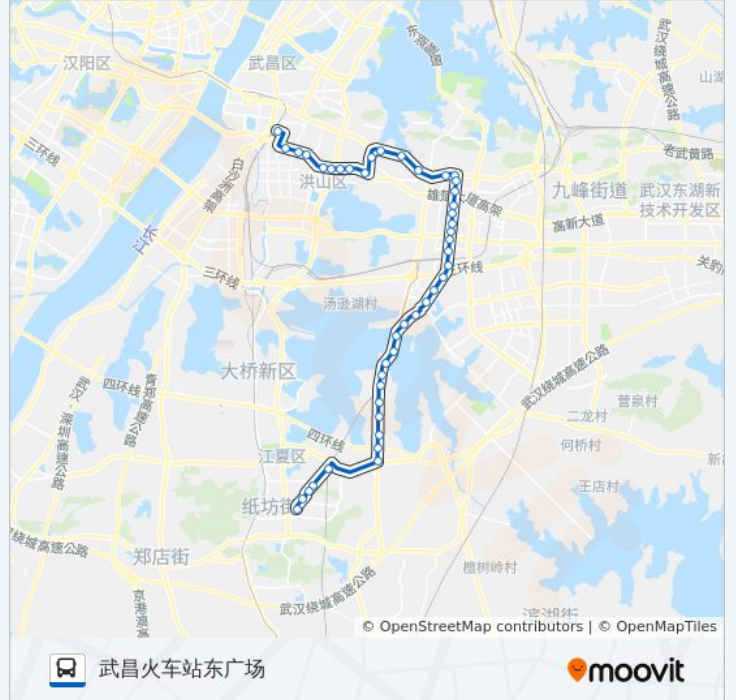 东湖隧道
武汉绕城高速公路
汉阳区
武昌区
山湖
三环线
白沙洲高架
洪山区
老武黄路
雄楚大道高架
九峰街道
武汉东湖新
技术开发区
高新大道
长江
三环线
三环线
关豹
汤逊湖村
大桥新区
四环线
青郑高速公路
武汉-深圳高速公路
武汉绕城高速公路
营泉村
二龙村
四环线
何桥村
江夏区
新
王店村
纸坊街
汉绕城高速公路
郑店街
檀树岭村
武汉绕城高速公路
京港澳高
滨湖街
© OpenStreetMap contributors | © OpenMapTiles
武昌火车站东广场
moovit